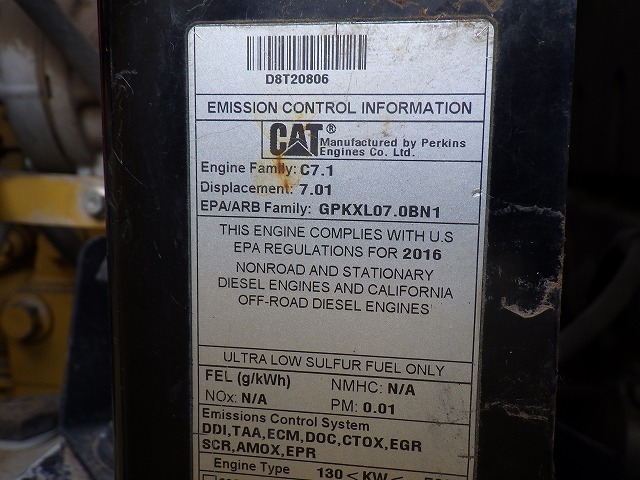 D8T20806
EMISSION CONTROL INFORMATION
CAT® Manufactured by Perkins
Engines Co. Ltd.
Engine Family: C7.1
Displacement: 7.01
EPA/ARB Family: GPKXL07.0BN1
THIS ENGINE COMPLIES WITH U.S
EPA REGULATIONS FOR 2016
NONROAD AND STATIONARY
DIESEL ENGINES AND CALIFORNIA
OFF-ROAD DIESEL ENGINES
ULTRA LOW SULFUR FUEL ONLY
FEL (g/kWh) NMHC: N/A
NOx: N/A PM: 0.01
Emissions Control System
DDI,TAA,ECM,DOC,CTOX,EGR
SCR,AMOX,EPR
Engine Type 130 < KW <